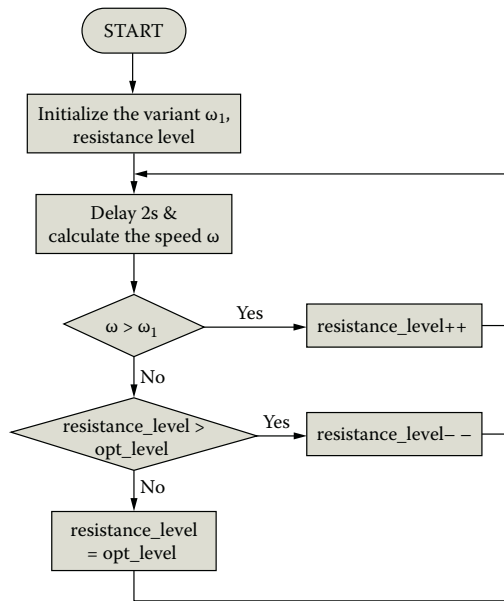 START
Initialize the variant ω₁,
resistance level
Delay 2s &
calculate the speed ω
ω > ω₁
Yes
resistance_level++
No
resistance_level >
opt_level
Yes
resistance_level– –
No
resistance_level
= opt_level